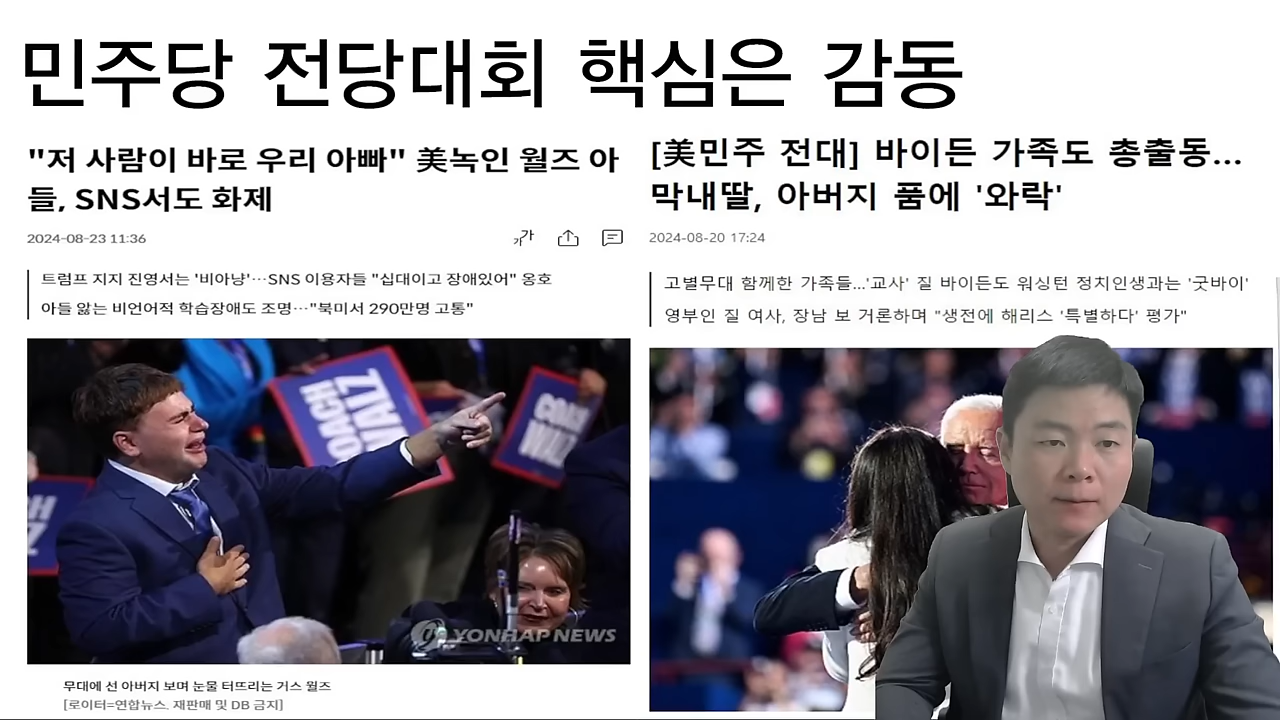 민주당 전당대회 핵심은 감동
"저 사람이 바로 우리 아빠" 美녹인 월즈 아
들, SNS서도 화제
2024-08-23 11:36
가가
트럼프 지지 진영서는 '비아냥'…SNS 이용자들 "십대이고 장애있어" 옹호
아들 앓는 비언어적 학습장애도 조명…"북미서 290만명 고통"
COACH
WALZ
COACH
WALZ
YONHAP NEWS
무대에 선 아버지 보며 눈물 터뜨리는 거스 월즈
[로이터=연합뉴스. 재판매 및 DB 금지]
[美민주 전대] 바이든 가족도 총출동...
막내딸, 아버지 품에 '와락'
2024-08-20 17:24
고별무대 함께한 가족들...'교사' 질 바이든도 워싱턴 정치인생과는 '굿바이'
영부인 질 여사, 장남 보 거론하며 "생전에 해리스 '특별하다' 평가"